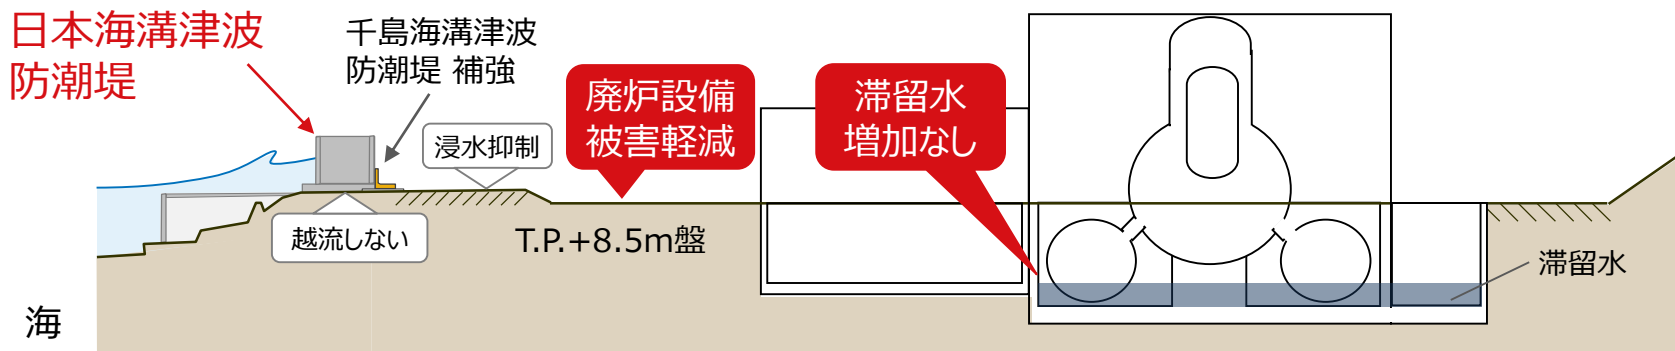 日本海溝津波
防潮堤
千島海溝津波
防潮堤 補強
浸水抑制
越流しない
廃炉設備
被害軽減
T.P.+8.5m盤
滞留水
増加なし
滞留水
海